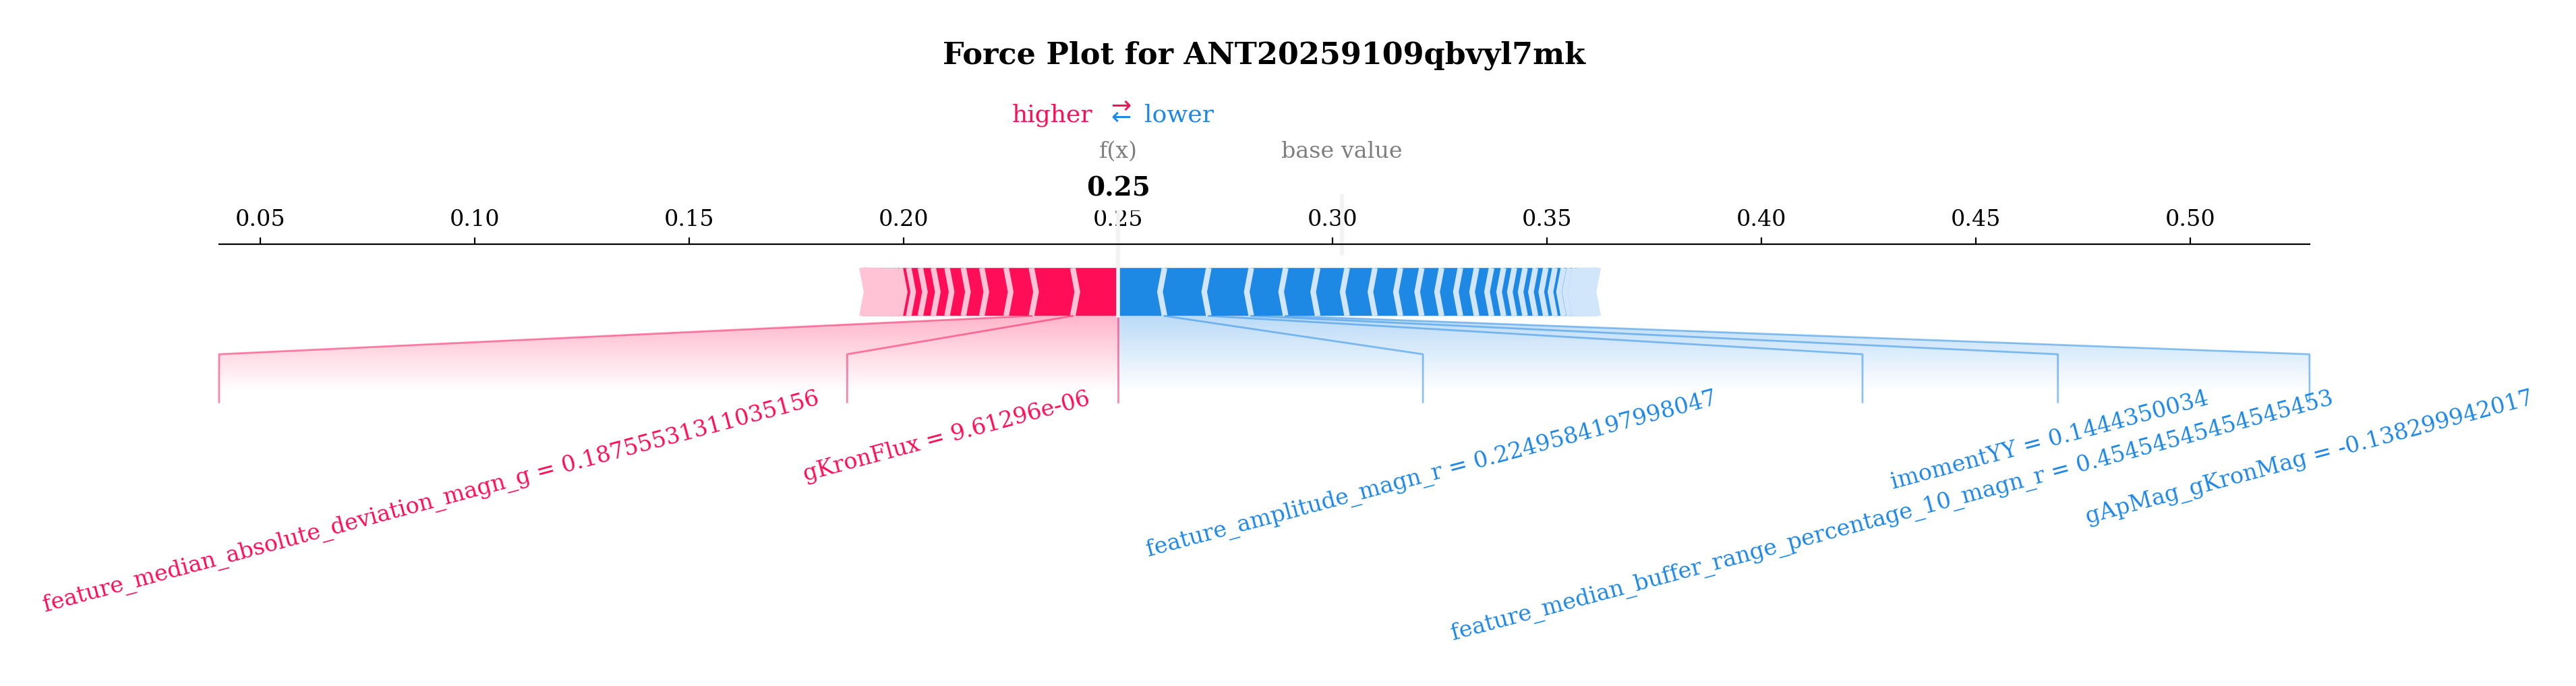 Force Plot for ANT20259109qbvyl7mk
higher ⇄ lower
f(x) base value
0.25
0.05 0.10 0.15 0.20 0.25 0.30 0.35 0.40 0.45 0.50
feature_median_absolute_deviation_magn_g = 0.18755531311035156
gKronFlux = 9.61296e-06
feature_amplitude_magn_r = 0.2249584197998047
imomentYY = 0.1444350034
feature_median_buffer_range_percentage_10_magn_r = 0.45454545454545453
gApMag_gKronMag = -0.138299942017